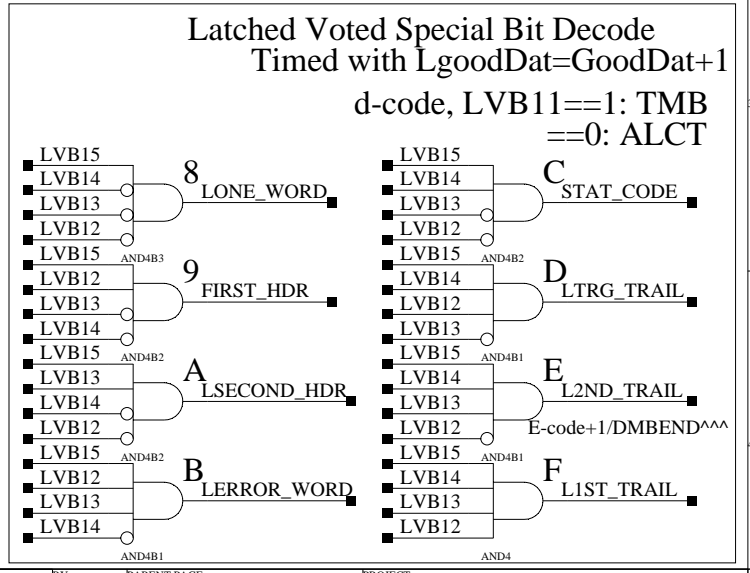 Latched Voted Special Bit Decode
Timed with LgoodDat=GoodDat+1
d-code, LVB11==1: TMB
==0: ALCT
LVB15
LVB14
LVB13
LVB12
8
LONE_WORD
AND4B3
LVB15
LVB12
LVB13
LVB14
9
FIRST_HDR
AND4B2
LVB15
LVB13
LVB14
LVB12
A
LSECOND_HDR
AND4B2
LVB15
LVB12
LVB13
LVB14
B
LERROR_WORD
AND4B1
LVB15
LVB14
LVB13
LVB12
C
STAT_CODE
AND4B2
LVB15
LVB14
LVB12
LVB13
D
LTRG_TRAIL
AND4B1
LVB15
LVB14
LVB13
LVB12
E
L2ND_TRAIL
E-code+1/DMBEND^^^
AND4B1
LVB15
LVB14
LVB13
LVB12
F
L1ST_TRAIL
AND4